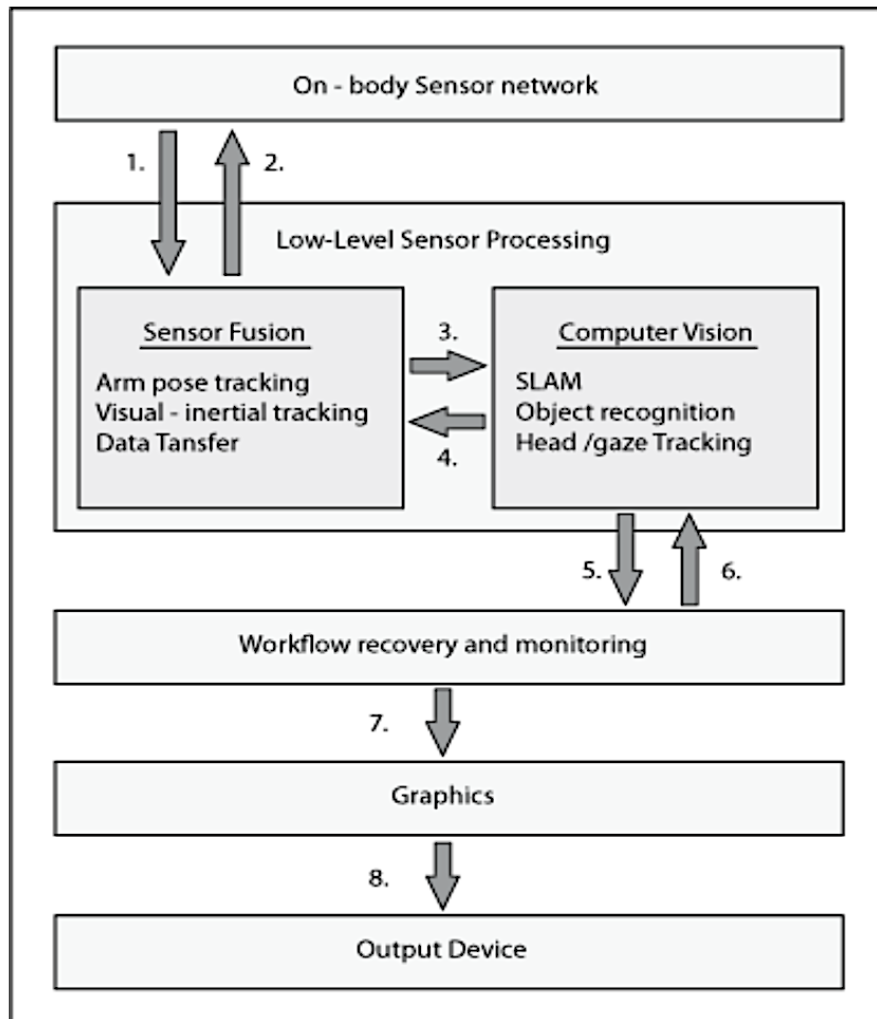 On - body Sensor network
1.
2.
Low-Level Sensor Processing
Sensor Fusion
Arm pose tracking
Visual - inertial tracking
Data Tansfer
3.
4.
Computer Vision
SLAM
Object recognition
Head /gaze Tracking
5.
6.
Workflow recovery and monitoring
7.
Graphics
8.
Output Device